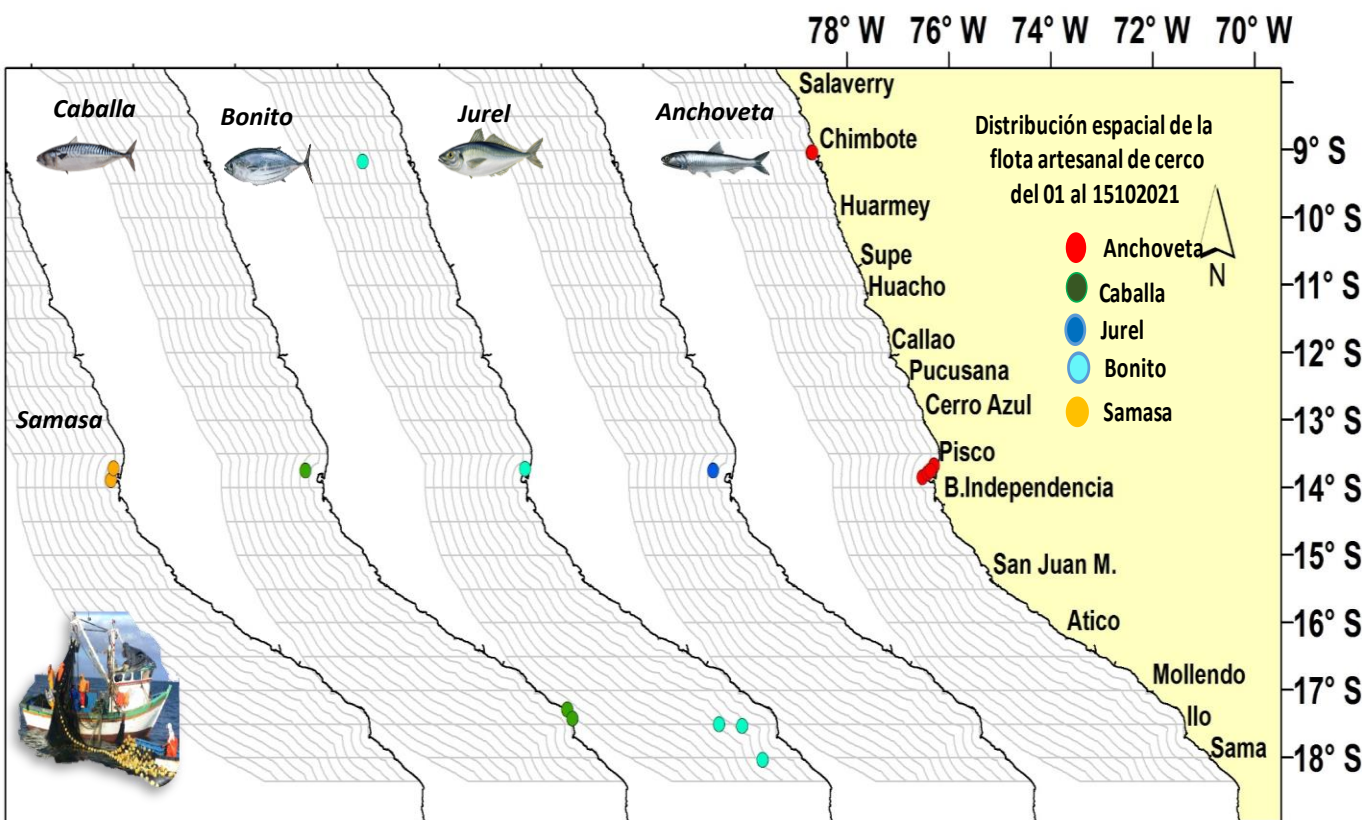 78° W 76° W 74° W 72° W 70° W
Caballa
Bonito
Jurel
Anchoveta
Salaverry
Chimbote
Huarmey
Supe
Huacho
Callao
Pucusana
Cerro Azul
Pisco
B.Independencia
San Juan M.
Atico
Mollendo
Ilo
Sama
Samasa
Distribución espacial de la
flota artesanal de cerco
del 01 al 15102021
N
Anchoveta
Caballa
Jurel
Bonito
Samasa
9° S
10° S
11° S
12° S
13° S
14° S
15° S
16° S
17° S
18° S